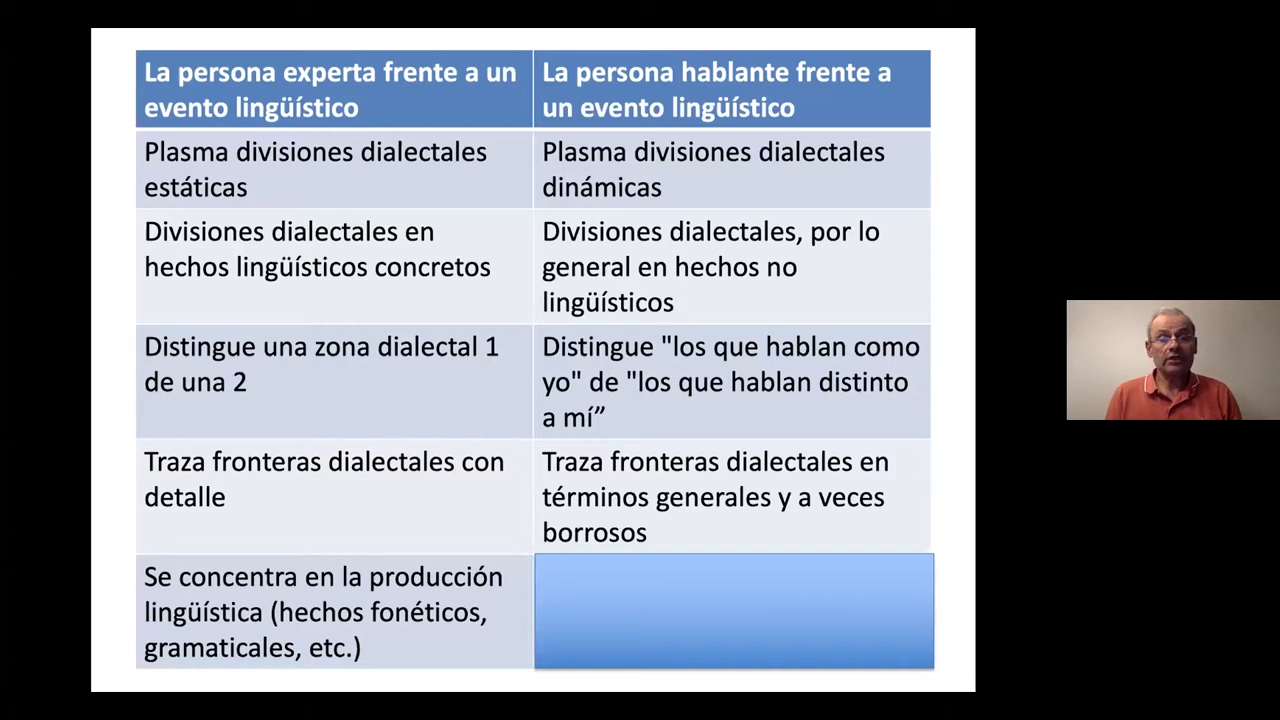 La persona experta frente a un
evento lingüístico
La persona hablante frente a
un evento lingüístico
Plasma divisiones dialectales
estáticas
Plasma divisiones dialectales
dinámicas
Divisiones dialectales en
hechos lingüísticos concretos
Divisiones dialectales, por lo
general en hechos no
lingüísticos
Distingue una zona dialectal 1
de una 2
Distingue "los que hablan como
yo" de "los que hablan distinto
a mí”
Traza fronteras dialectales con
detalle
Traza fronteras dialectales en
términos generales y a veces
borrosos
Se concentra en la producción
lingüística (hechos fonéticos,
gramaticales, etc.)